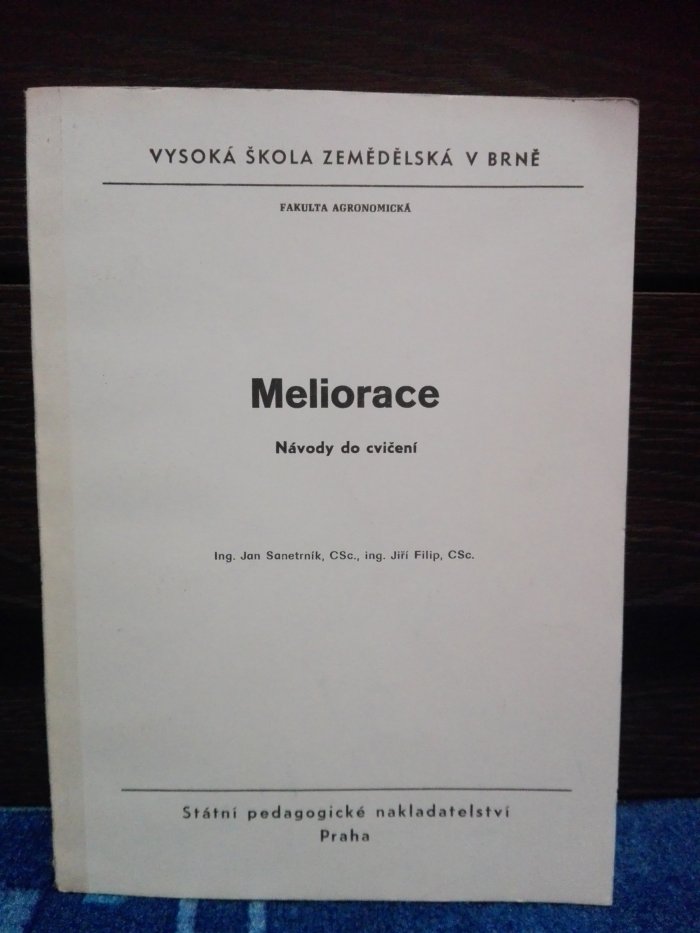 VYSOKÁ ŠKOLA ZEMĚDĚLSKÁ V BRNĚ
FAKULTA AGRONOMICKÁ
Meliorace
Návody do cvičení
Ing. Jan Sanetrník, CSc., ing. Jiří Filip, CSc.
Státní pedagogické nakladatelství
Praha